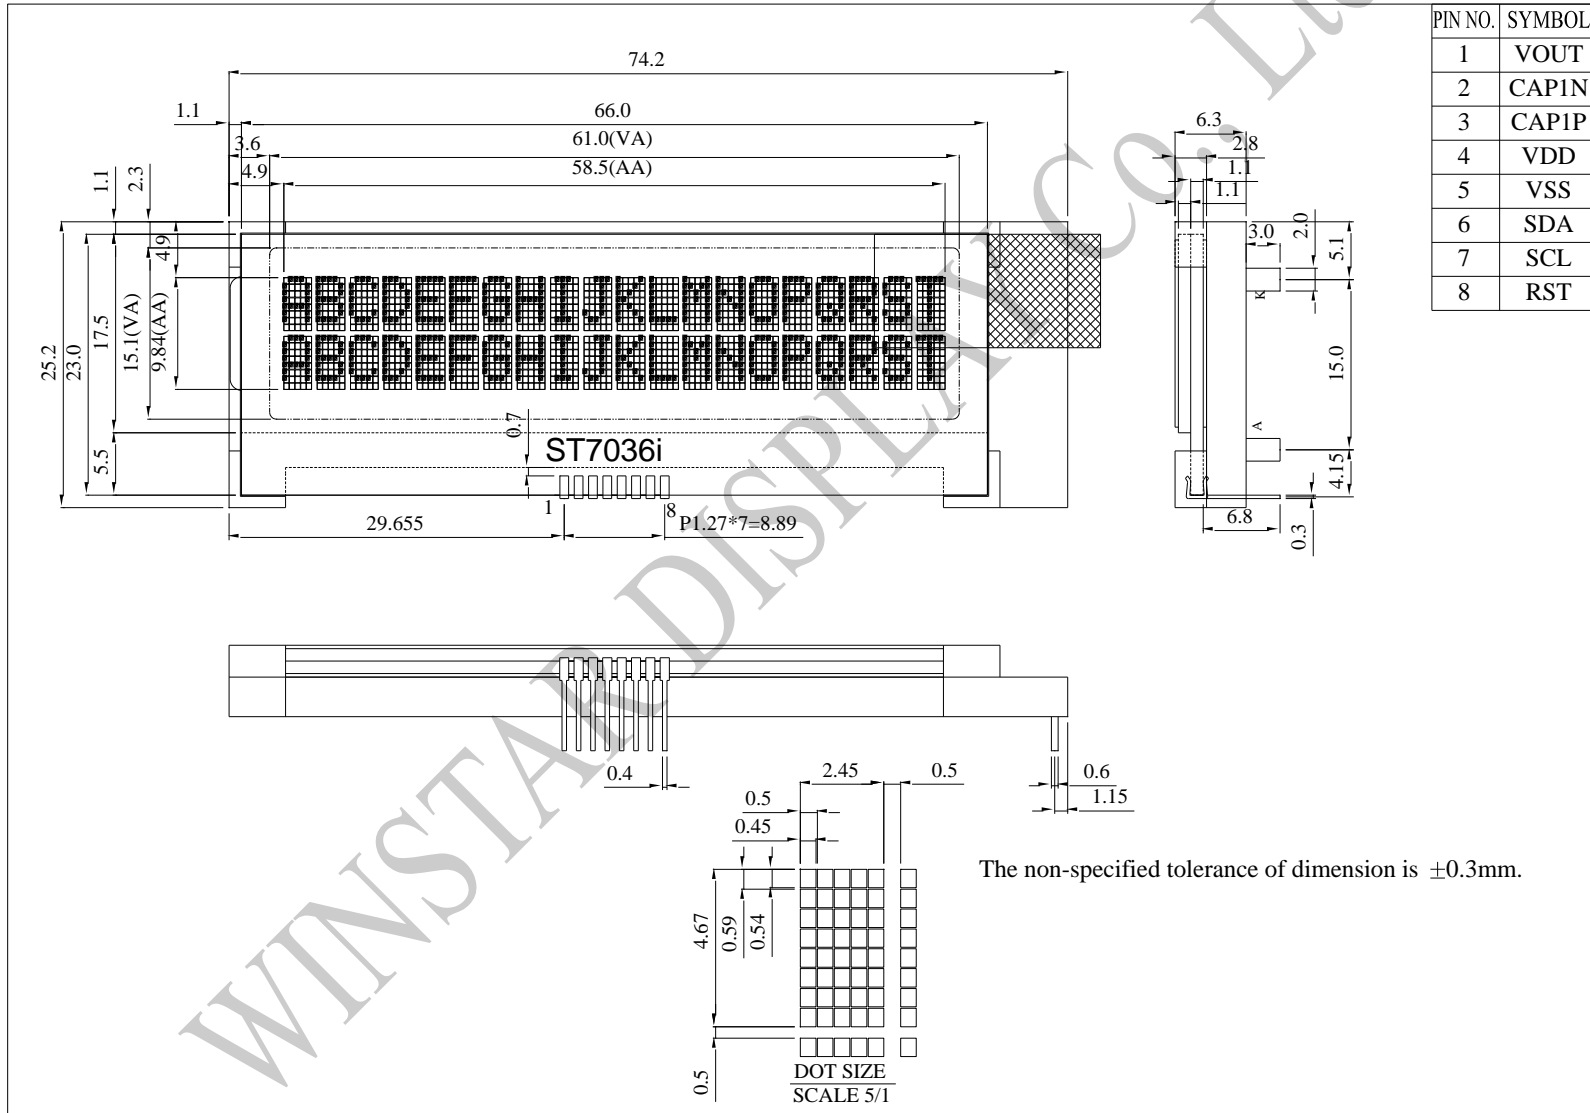 PIN NO. SYMBOL
1 VOUT
2 CAP1N
3 CAP1P
4 VDD
5 VSS
6 SDA
7 SCL
8 RST
74.2
1.1
66.0
3.6
61.0(VA)
4.9
58.5(AA)
1.1
2.3
4.9
25.2
23.0
17.5
15.1(VA)
9.84(AA)
5.5
0.7
ABCDEFGHIJKLMNOPQRST
ABCDEFGHIJKLMNOPQRST
ST7036i
1
8
29.655
P1.27*7=8.89
6.3
2.8
1.1
1.1
3.0
2.0
5.1
K
15.0
A
4.15
6.8
0.3
0.4
2.45
0.5
0.6
1.15
0.5
0.45
4.67
0.59
0.54
0.5
The non-specified tolerance of dimension is ±0.3mm.
DOT SIZE
SCALE 5/1
WINSTAR DISPLAY Co., Ltd